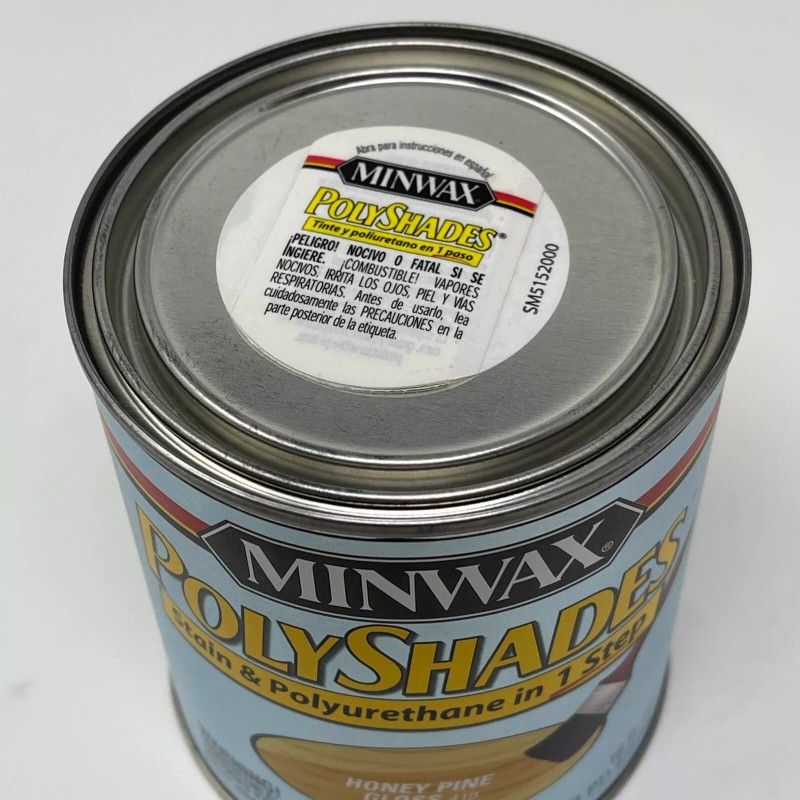 Abra para instrucciones en español
MINWAX
POLYSHADES®
Tinte y poliuretano en 1 paso
¡PELIGRO! NOCIVO O FATAL SI SE
INGIERE. ¡COMBUSTIBLE! VAPORES
NOCIVOS. IRRITA LOS OJOS, PIEL Y VIAS
RESPIRATORIAS. Antes de usarlo, lea
cuidadosamente las PRECAUCIONES en la
parte posterior de la etiqueta.
SM5152000
MINWAX®
POLYSHADES
Stain & Polyurethane in 1 Step
HONEY PINE
GLOSS 410